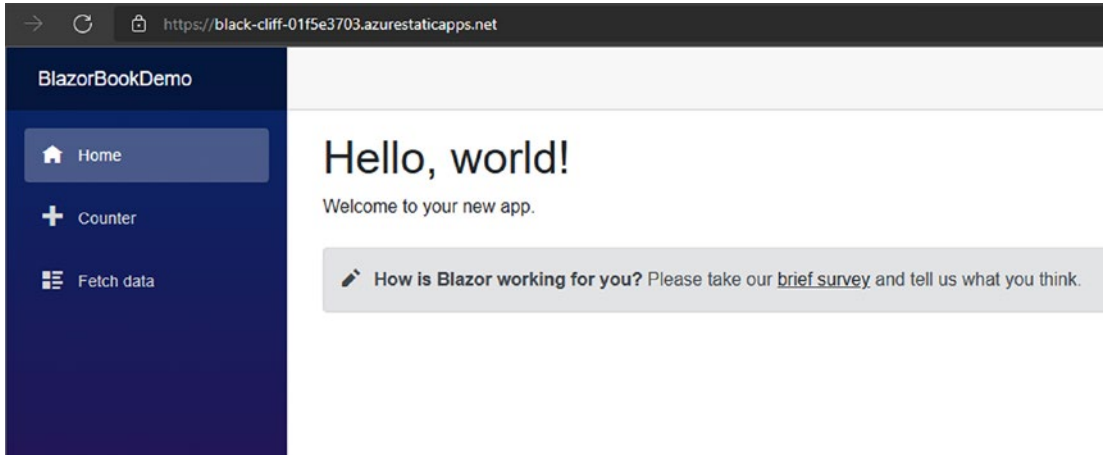 https://black-cliff-01f5e3703.azurestaticapps.net
BlazorBookDemo
Home
Counter
Fetch data
Hello, world!
Welcome to your new app.
How is Blazor working for you? Please take our brief survey and tell us what you think.